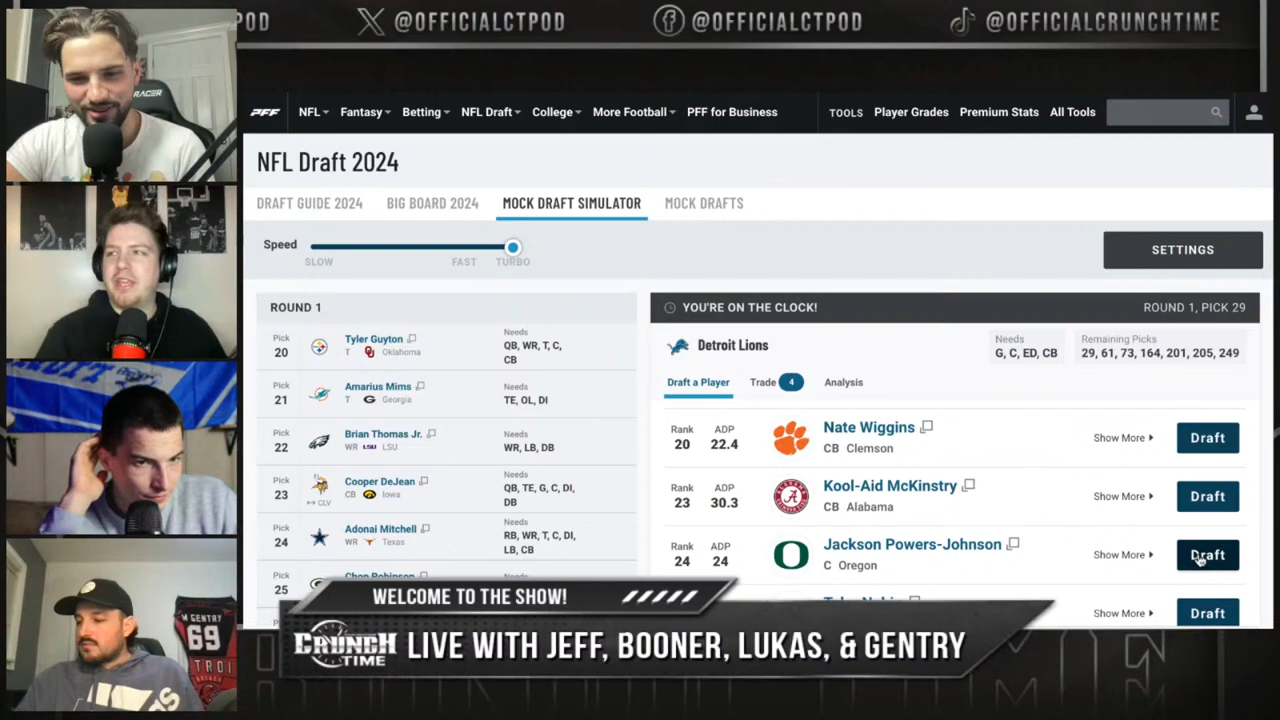 POD
@OFFICIALCTPOD
@OFFICIALCTPOD
@OFFICIALCRUNCHTIME
PFF
NFL
Fantasy
Betting
NFL Draft
College
More Football
PFF for Business
TOOLS
Player Grades
Premium Stats
All Tools
NFL Draft 2024
DRAFT GUIDE 2024
BIG BOARD 2024
MOCK DRAFT SIMULATOR
MOCK DRAFTS
Speed
SLOW
FAST
TURBO
SETTINGS
ROUND 1
Pick
20
Tyler Guyton
T
Oklahoma
Needs
QB, WR, T, C,
CB
Pick
21
Amarius Mims
T
Georgia
Needs
TE, OL, DI
Pick
22
Brian Thomas Jr.
WR
LSU
LSU
Needs
WR, LB, DB
Pick
23
↔ CLV
Cooper DeJean
CB
Iowa
Needs
QB, TE, G, C, DI,
DB
Pick
24
Adonai Mitchell
WR
Texas
Needs
RB, WR, T, C, DI,
LB, CB
Pick
25
YOU'RE ON THE CLOCK!
ROUND 1, PICK 29
Detroit Lions
Needs
G, C, ED, CB
Remaining Picks
29, 61, 73, 164, 201, 205, 249
Draft a Player
Trade
4
Analysis
Rank
20
ADP
22.4
Nate Wiggins
CB Clemson
Show More
Draft
Rank
23
ADP
30.3
Kool-Aid McKinstry
CB Alabama
Show More
Draft
Rank
24
ADP
24
Jackson Powers-Johnson
C Oregon
Show More
Draft
Show More
Draft
WELCOME TO THE SHOW!
CRUNCH
TIME
LIVE WITH JEFF, BOONER, LUKAS, & GENTRY
RACER
M GENTRY
69